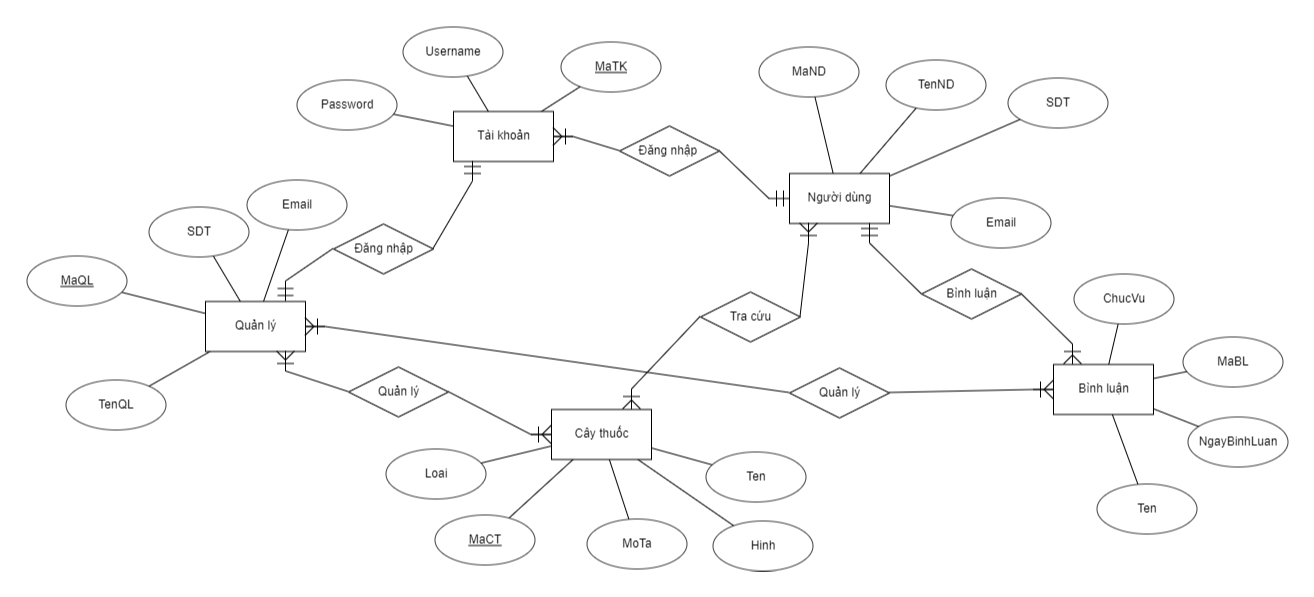 Username
MaTK
MaND
TenND
Password
SDT
Tài khoản
Đăng nhập
Người dùng
Email
SDT
Email
Đăng nhập
MaQL
Bình luận
ChucVu
Tra cứu
Quản lý
MaBL
Quản lý
Quản lý
Bình luận
TenQL
Cây thuốc
NgayBinhLuan
Loai
Ten
Ten
MaCT
MoTa
Hinh